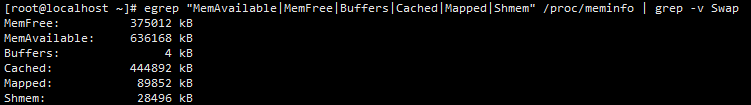 [root@localhost ~]# egrep "MemAvailable|MemFree|Buffers|Cached|Mapped|Shmem" /proc/meminfo | grep -v Swap
MemFree:          375012 kB
MemAvailable:     636168 kB
Buffers:               4 kB
Cached:           444892 kB
Mapped:            89852 kB
Shmem:             28496 kB